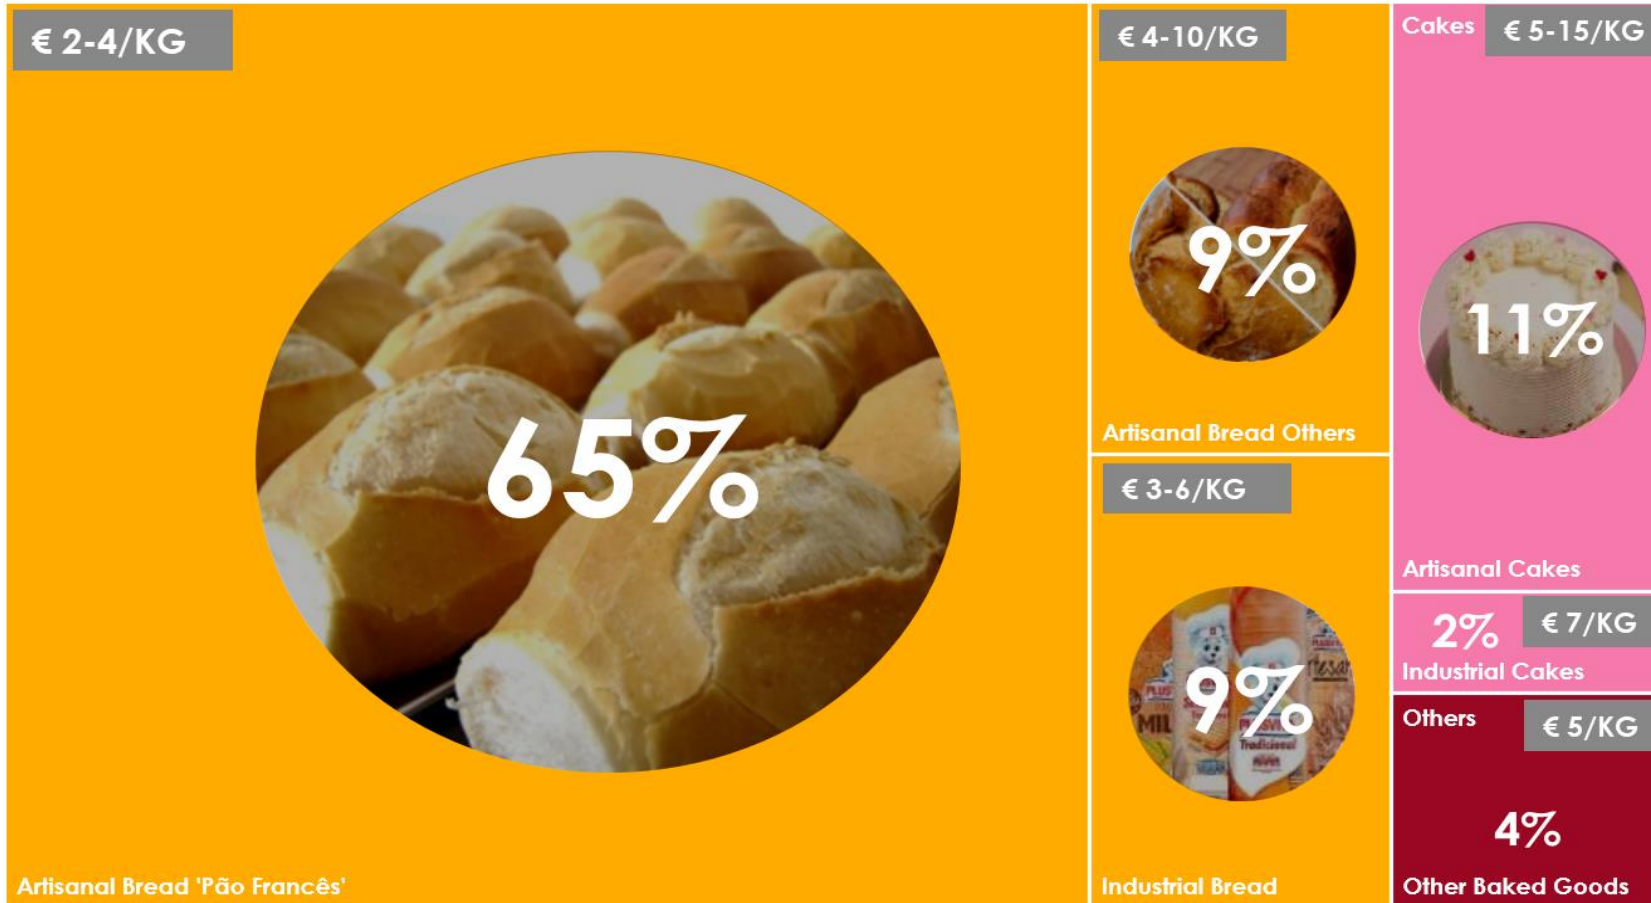 € 2-4/KG
65%
Artisanal Bread 'Pão Francês'
€ 4-10/KG
9%
Artisanal Bread Others
€ 3-6/KG
9%
Tradicional
Industrial Bread
Cakes
€ 5-15/KG
11%
Artisanal Cakes
2%
€ 7/KG
Industrial Cakes
Others
€ 5/KG
4%
Other Baked Goods